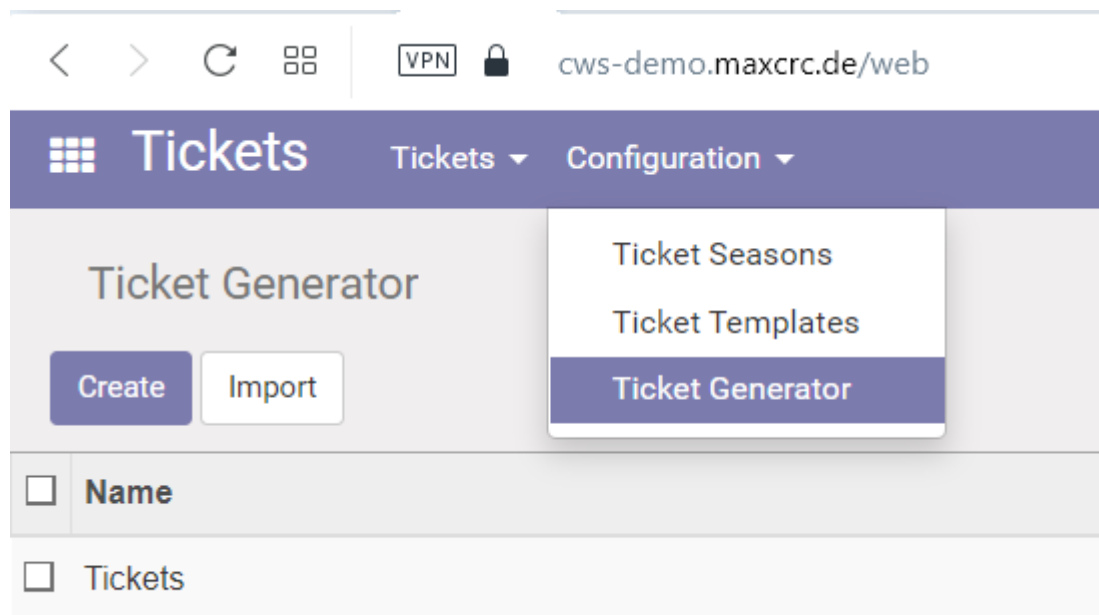 VPN cws-demo.maxcrc.de/web
Tickets Tickets Configuration
Ticket Seasons
Ticket Generator
Ticket Templates
Create Import
Ticket Generator
Name
Tickets